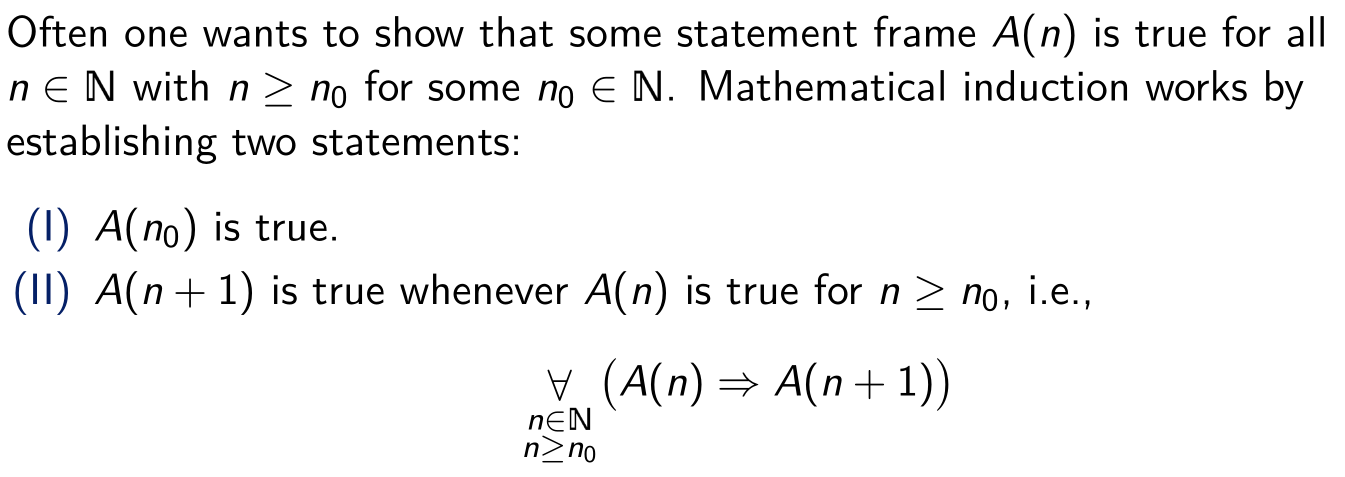 Often one wants to show that some statement frame A(n) is true for all
n ∈ ℕ with n ≥ n₀ for some n₀ ∈ ℕ. Mathematical induction works by
establishing two statements:
(I) A(n₀) is true.
(II) A(n + 1) is true whenever A(n) is true for n ≥ n₀, i.e.,
∀ (A(n) ⇒ A(n + 1))
n∈ℕ
n≥n₀